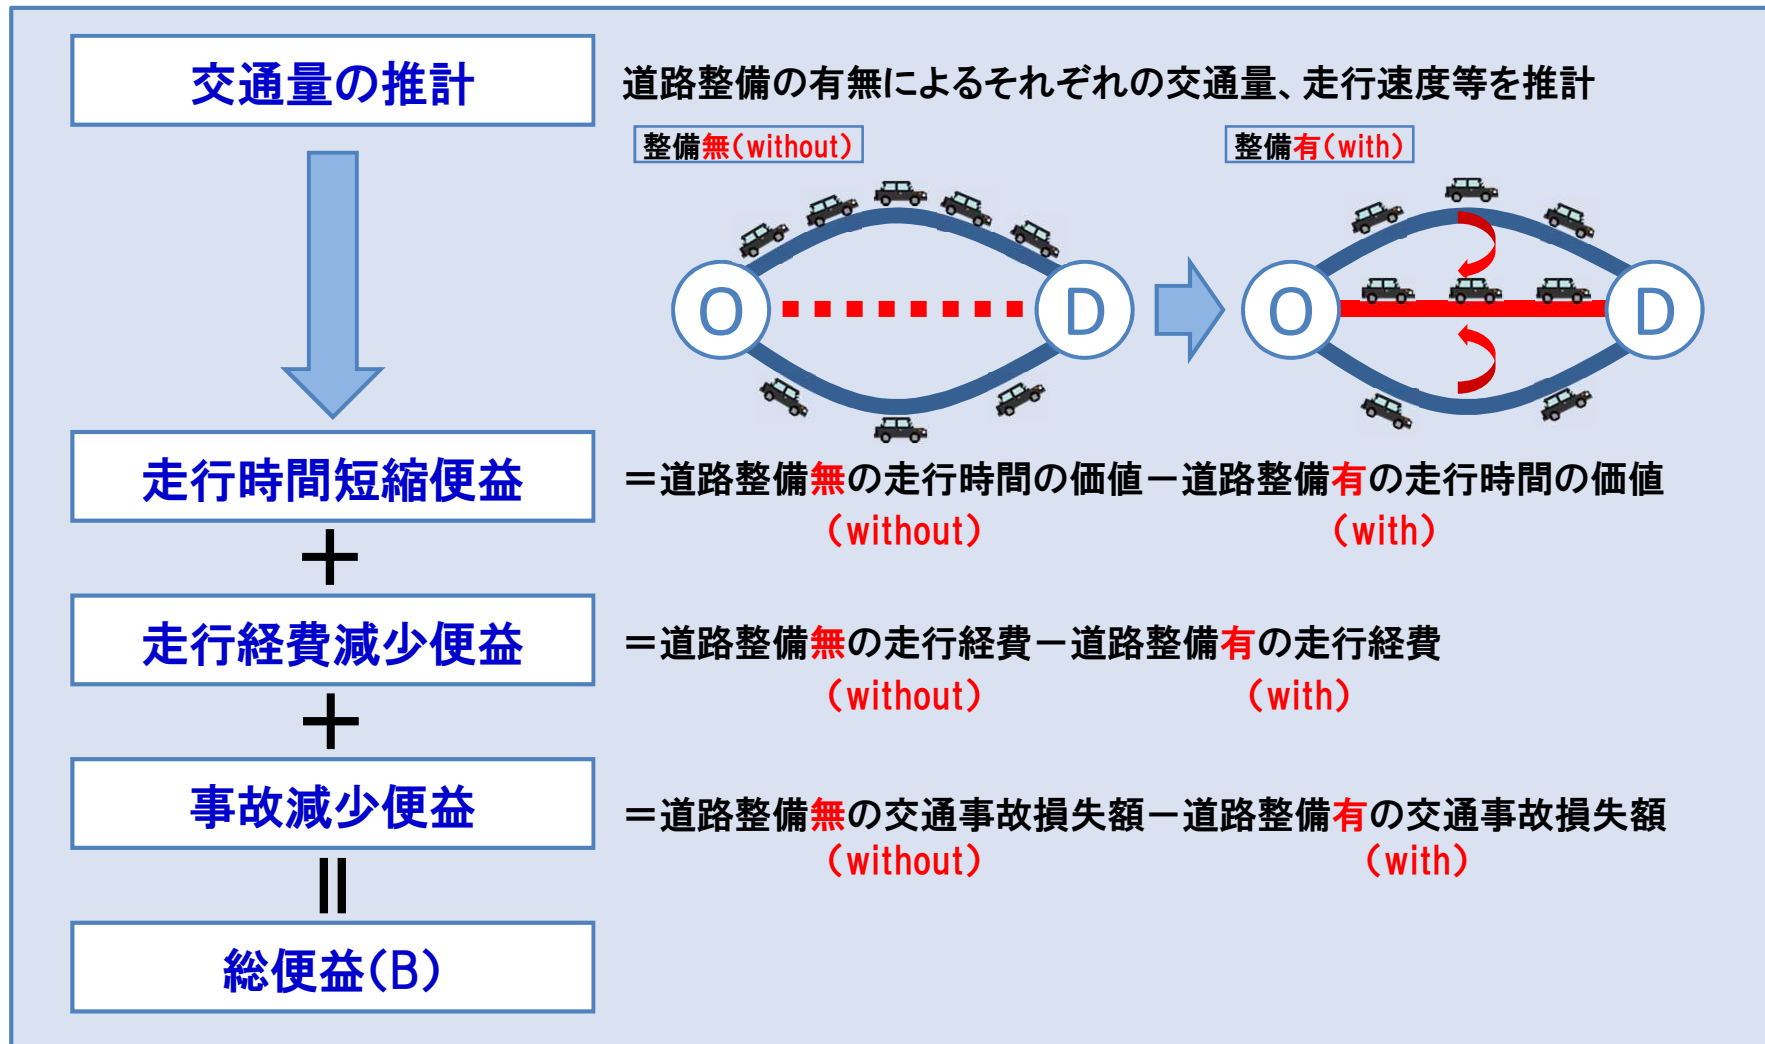 交通量の推計
道路整備の有無によるそれぞれの交通量、走行速度等を推計
整備無(without)
整備有(with)
O
D
O
D
走行時間短縮便益
=道路整備無の走行時間の価値-道路整備有の走行時間の価値
(without)
(with)
+
走行経費減少便益
=道路整備無の走行経費-道路整備有の走行経費
(without)
(with)
+
事故減少便益
=道路整備無の交通事故損失額-道路整備有の交通事故損失額
(without)
(with)
=
総便益(B)